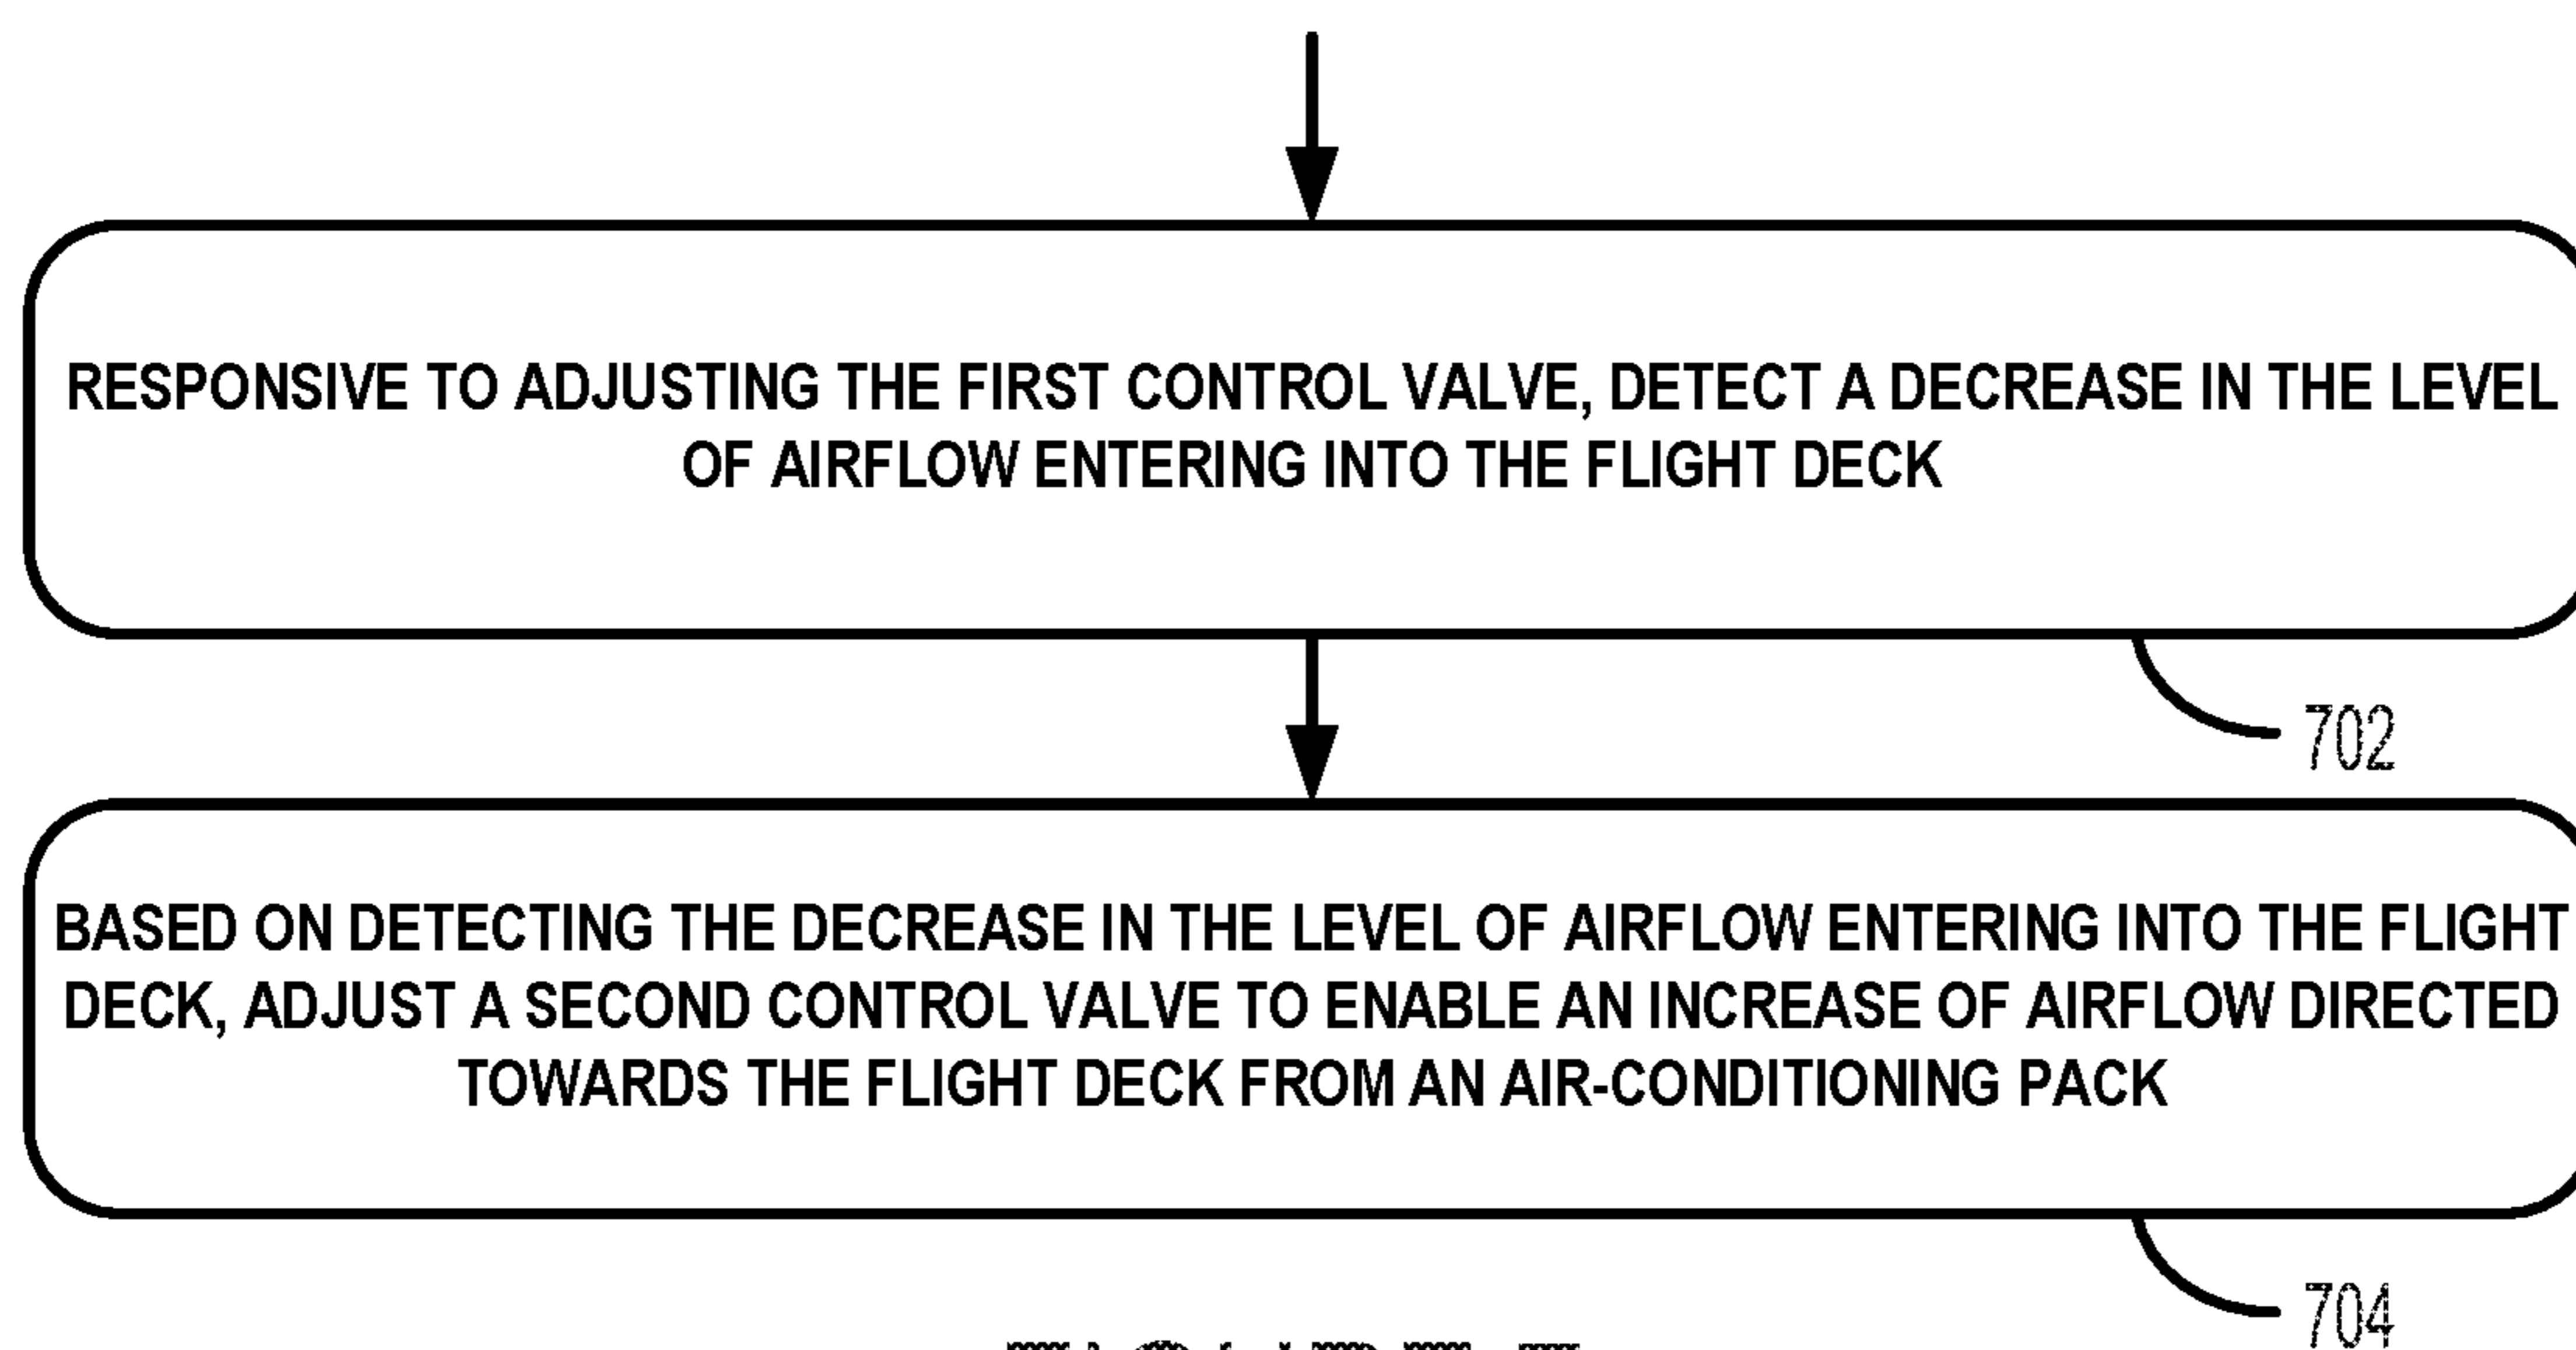 RESPONSIVE TO ADJUSTING THE FIRST CONTROL VALVE, DETECT A DECREASE IN THE LEVEL
OF AIRFLOW ENTERING INTO THE FLIGHT DECK
702
BASED ON DETECTING THE DECREASE IN THE LEVEL OF AIRFLOW ENTERING INTO THE FLIGHT
DECK, ADJUST A SECOND CONTROL VALVE TO ENABLE AN INCREASE OF AIRFLOW DIRECTED
TOWARDS THE FLIGHT DECK FROM AN AIR-CONDITIONING PACK
704